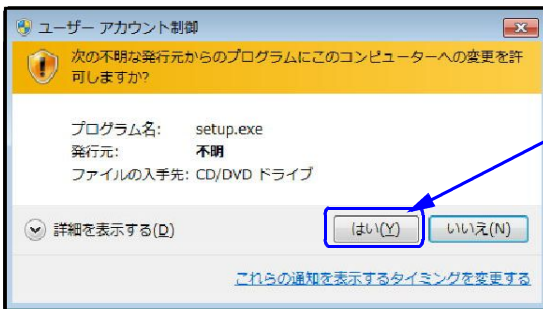 ユーザー アカウント制御
次の不明な発行元からのプログラムにこのコンピューターへの変更を許
可しますか?
プログラム名: setup.exe
発行元: 不明
ファイルの入手先: CD/DVD ドライブ
詳細を表示する(D)
はい(Y)
いいえ(N)
これらの通知を表示するタイミングを変更する